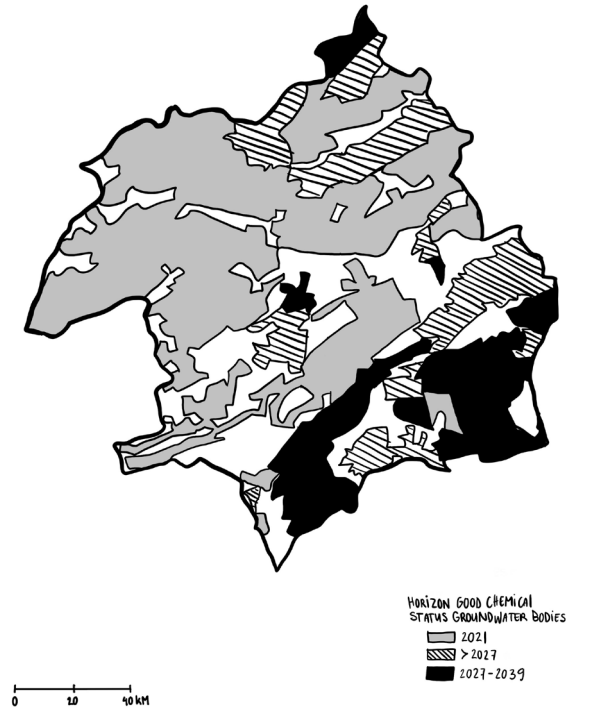 HORIZON GOOD CHEMICAL
STATUS GROUNDWATER BODIES
2021
>2027
2027-2039
0 20 40 KM